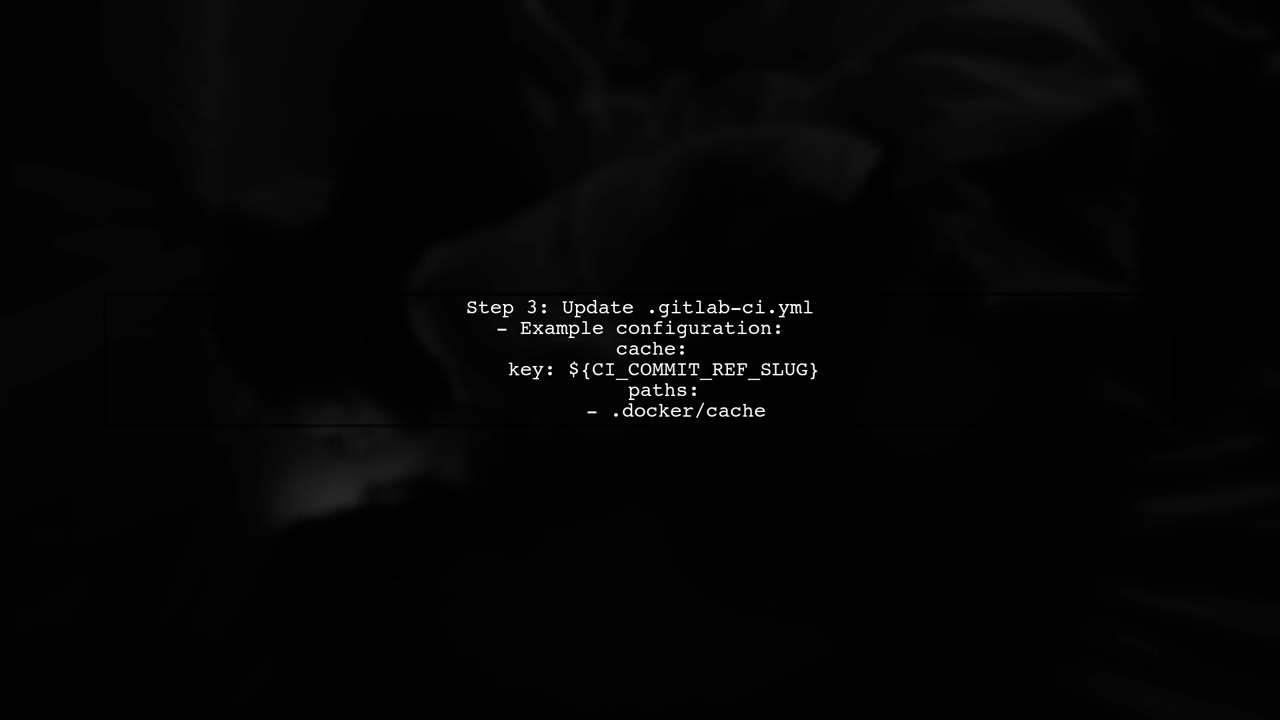 Step 3: Update .gitlab-ci.yml
- Example configuration:
cache:
key: ${CI_COMMIT_REF_SLUG}
paths:
- .docker/cache